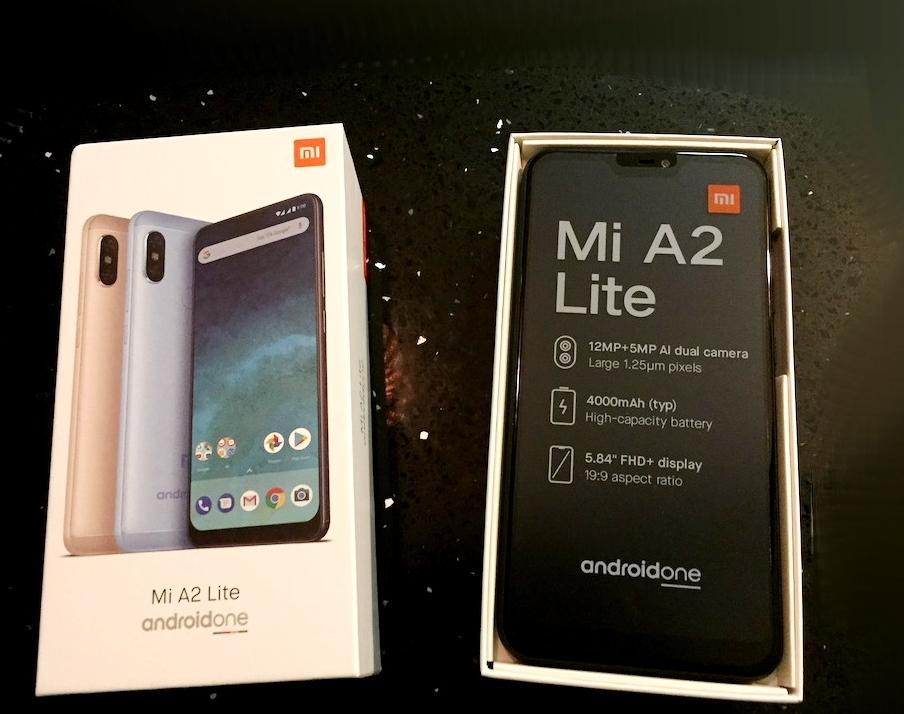 mi
andr
Mi A2 Lite
androidone
mi
Mi A2
Lite
12MP+5MP AI dual camera
Large 1.25μm pixels
4000mAh (typ)
High-capacity battery
5.84" FHD+ display
19:9 aspect ratio
androidone